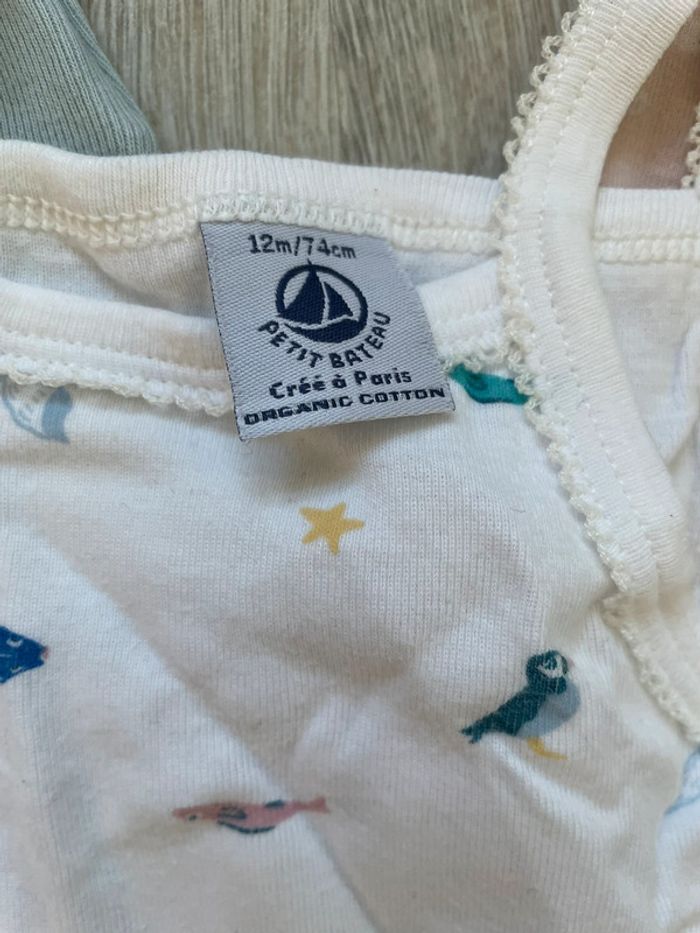 12m/74cm
PETIT BATEAU
Créé à Paris
ORGANIC COTTON